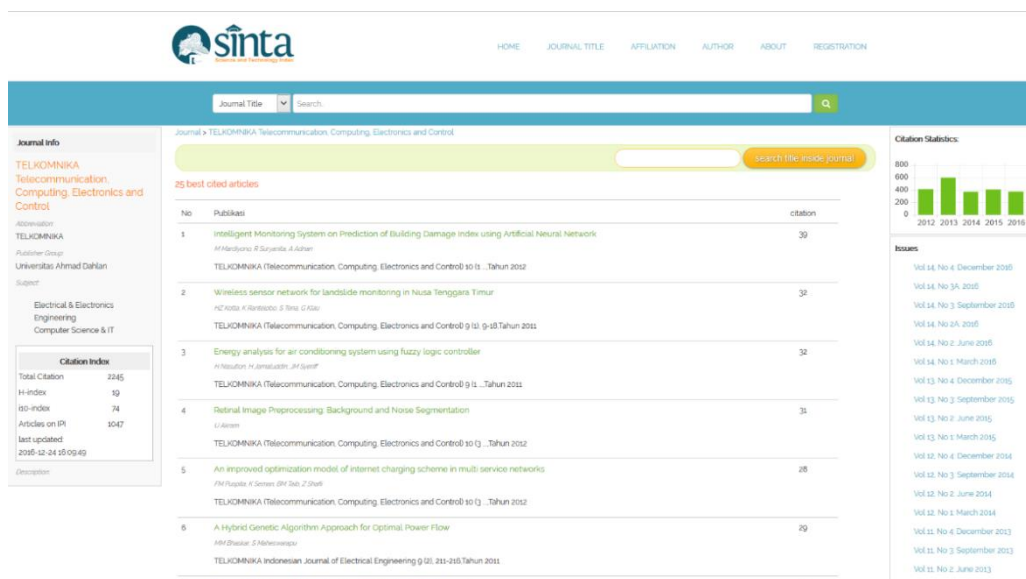 sinta
Science and Technology Index
HOME JOURNAL TITLE AFFILIATION AUTHOR ABOUT REGISTRATION
Journal Title Search.
Journal Info
TELKOMNIKA
Telecommunication,
Computing, Electronics and
Control
Abbreviation
TELKOMNIKA
Publisher Group
Universitas Ahmad Dahlan
Subject
Electrical & Electronics
Engineering
Computer Science & IT
Citation Index
Total Citation 2245
H-index 19
i10-index 74
Articles on IPI 1047
last updated:
2016-12-24 16:09:49
Description
Journal > TELKOMNIKA Telecommunication, Computing, Electronics and Control
search title inside journal
25 best cited articles
No Publikasi citation
1 Intelligent Monitoring System on Prediction of Building Damage Index using Artificial Neural Network 39
M Mardiyono, R Suryanita, A Adnan
TELKOMNIKA (Telecommunication, Computing, Electronics and Control) 10 (1 ...Tahun 2012
2 Wireless sensor network for landslide monitoring in Nusa Tenggara Timur 32
TELKOMNIKA (Telecommunication, Computing, Electronics and Control) 9 (1), 9-18,Tahun 2011
3 Energy analysis for air conditioning system using fuzzy logic controller 32
H Nasution, H Jamaluddin, JM Syeriff
TELKOMNIKA (Telecommunication, Computing, Electronics and Control) 9 (1 ...Tahun 2011
4 Retinal Image Preprocessing: Background and Noise Segmentation 31
U Akram
TELKOMNIKA (Telecommunication, Computing, Electronics and Control) 10 (3 ...Tahun 2012
5 An improved optimization model of internet charging scheme in multi service networks 28
FM Puspita, K Seman, BM Taib, Z Shafii
TELKOMNIKA (Telecommunication, Computing, Electronics and Control) 10 (3 ...Tahun 2012
6 A Hybrid Genetic Algorithm Approach for Optimal Power Flow 29
MM Bhaskar, S Maheswarapu
TELKOMNIKA Indonesian Journal of Electrical Engineering 9 (2), 211-216,Tahun 2011
Citation Statistics:
800
600
400
200
0
2012 2013 2014 2015 2016
Issues
Vol 14, No 4: December 2016
Vol 14, No 3A: 2016
Vol 14, No 3: September 2016
Vol 14, No 2A: 2016
Vol 14, No 2: June 2016
Vol 14, No 1: March 2016
Vol 13, No 4: December 2015
Vol 13, No 3: September 2015
Vol 13, No 2: June 2015
Vol 13, No 1: March 2015
Vol 12, No 4: December 2014
Vol 12, No 3: September 2014
Vol 12, No 2: June 2014
Vol 12, No 1: March 2014
Vol 11, No 4: December 2013
Vol 11, No 3: September 2013
Vol 11, No 2: June 2013